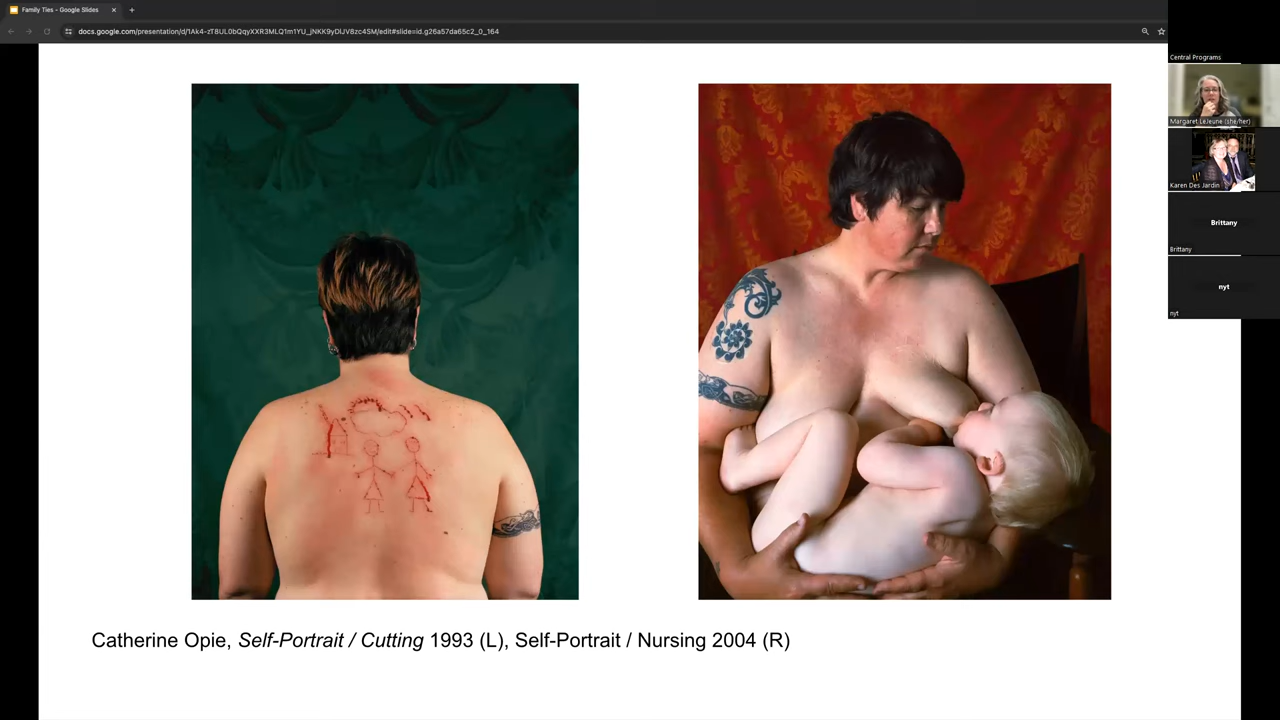 Family Ties - Google Slides
docs.google.com/presentation/d/1Ak4-zT8UL0bQqyXXR3MLQ1m1YU_jNKK9yDlJV8zc4SM/edit#slide=id.g26a57da65c2_0_164
Central Programs
Margaret LeJeune (she/her)
Karen Des Jardin
Brittany
Brittany
nyt
nyt
Catherine Opie, Self-Portrait / Cutting 1993 (L), Self-Portrait / Nursing 2004 (R)